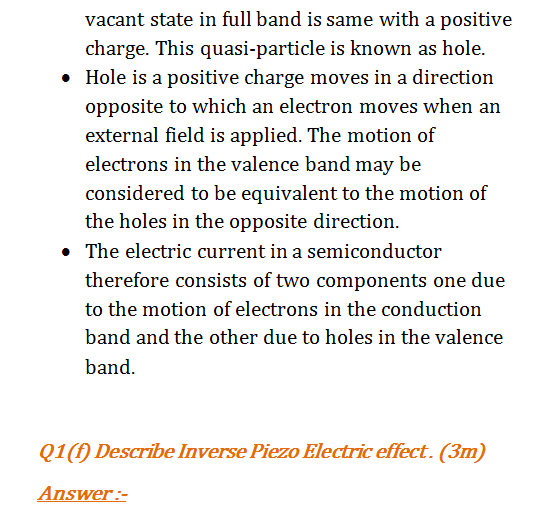 vacant state in full band is same with a positive
charge. This quasi-particle is known as hole.
• Hole is a positive charge moves in a direction
opposite to which an electron moves when an
external field is applied. The motion of
electrons in the valence band may be
considered to be equivalent to the motion of
the holes in the opposite direction.
• The electric current in a semiconductor
therefore consists of two components one due
to the motion of electrons in the conduction
band and the other due to holes in the valence
band.
Q1(f) Describe Inverse Piezo Electric effect. (3m)
Answer:-